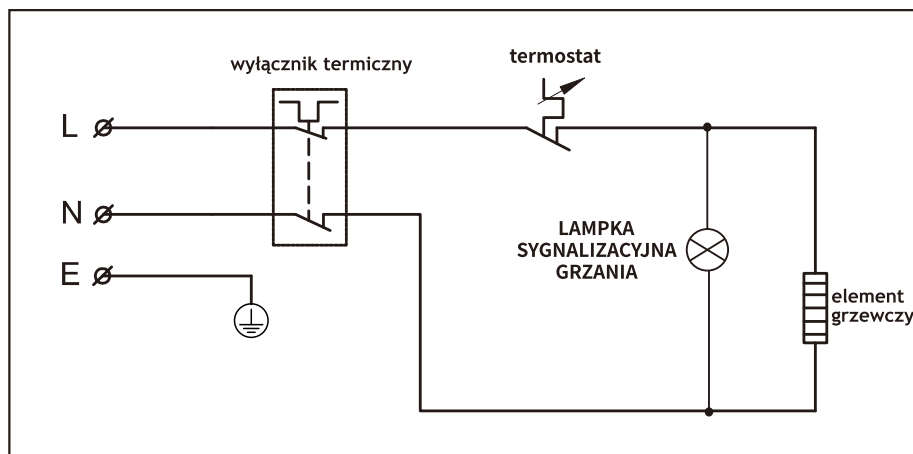 wyłącznik termiczny
termostat
L
N
E
LAMPKA
SYGNALIZACYJNA
GRZANIA
element
grzewczy